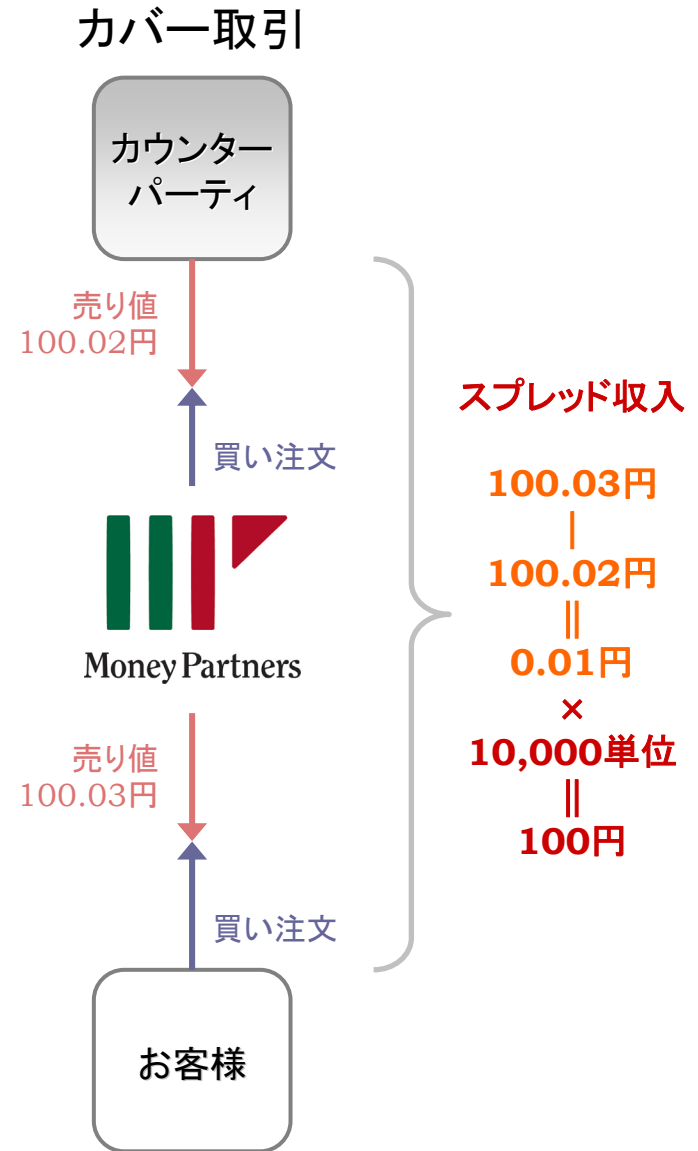 カバー取引
カウンター
パーティ
売り値
100.02円
買い注文
Money Partners
売り値
100.03円
買い注文
お客様
スプレッド収入
100.03円
|
100.02円
||
0.01円
×
10,000単位
||
100円